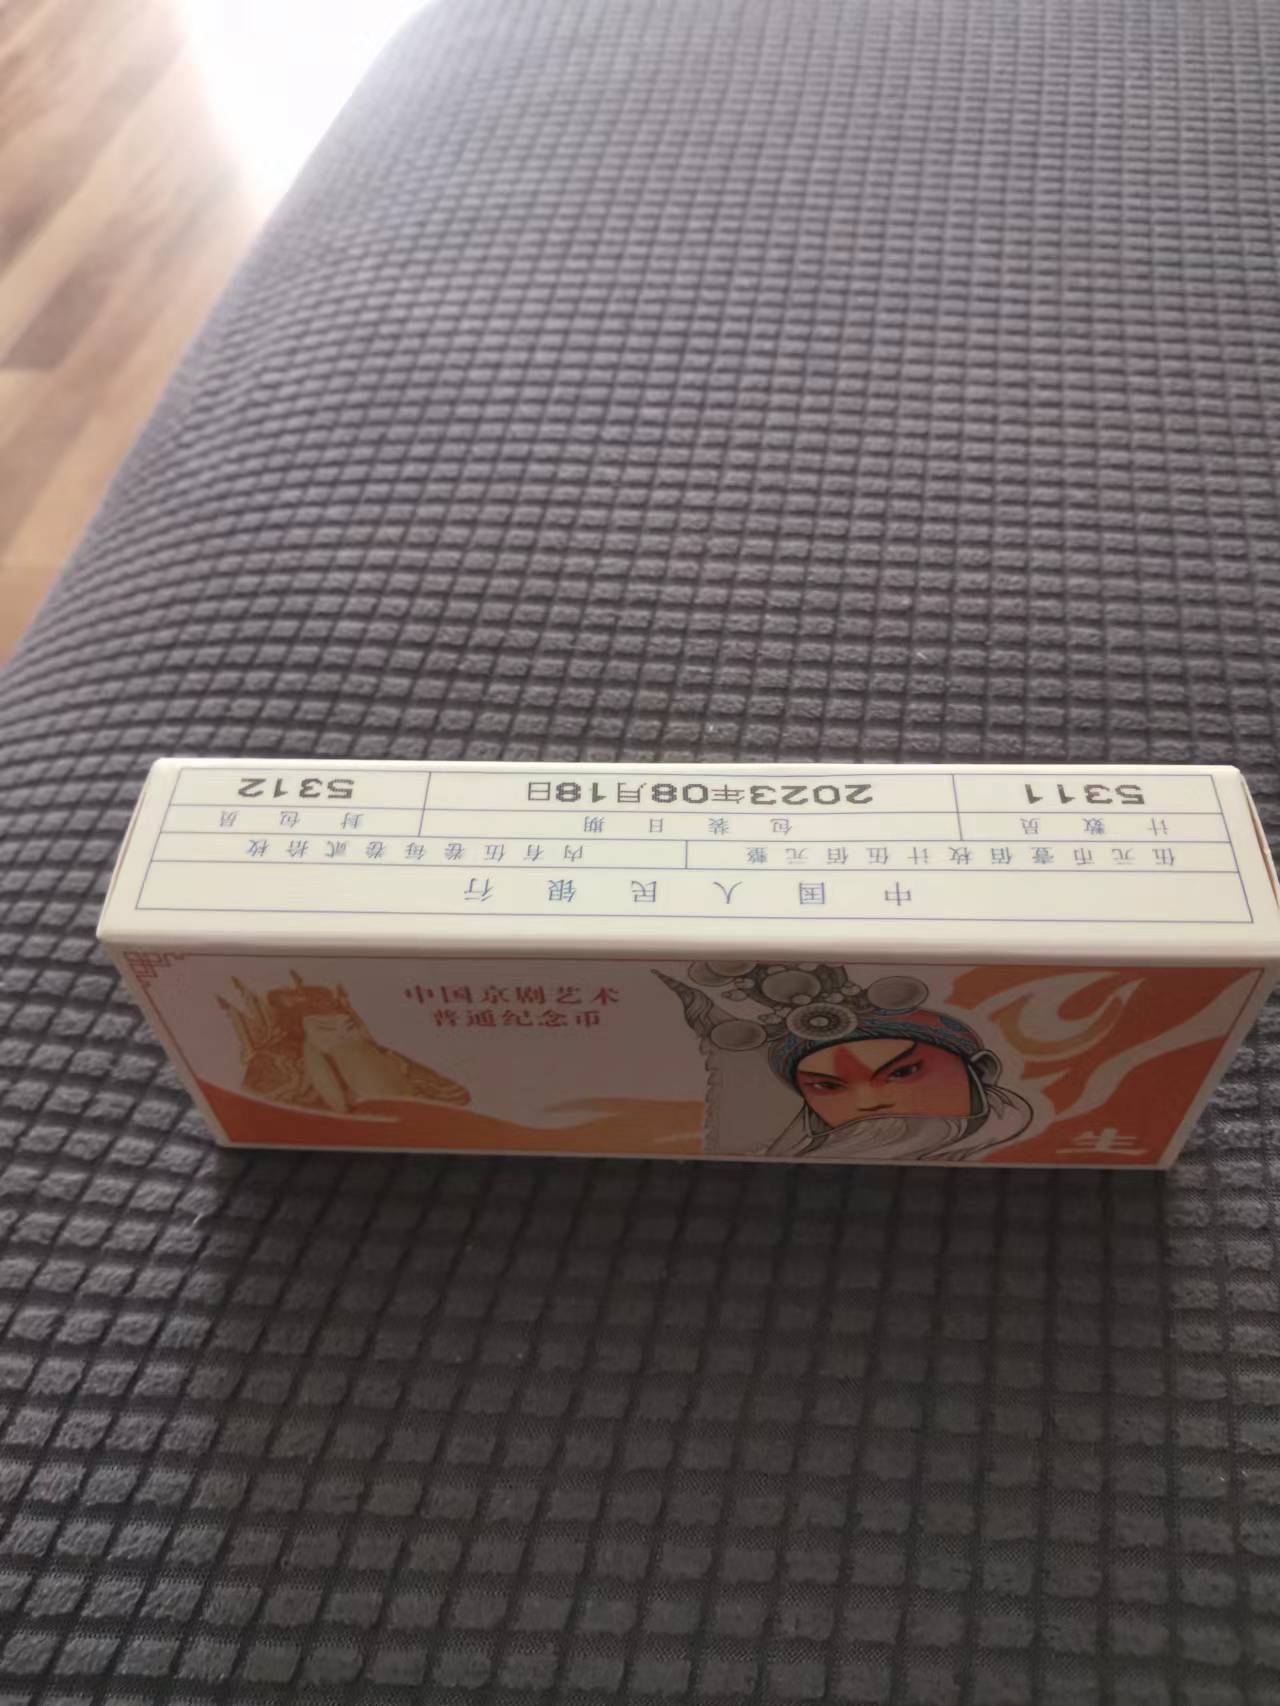 中国人民银行
伍元币壹佰枚计伍佰元整 内有伍卷每卷贰拾枚
计数员 包装日期 封包员
5311 2023年08月18日 5312
中国京剧艺术
普通纪念币
生